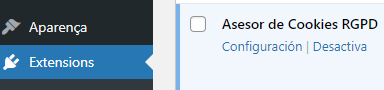 Aparença
Extensions
Asesor de Cookies RGPD
Configuración | Desactiva